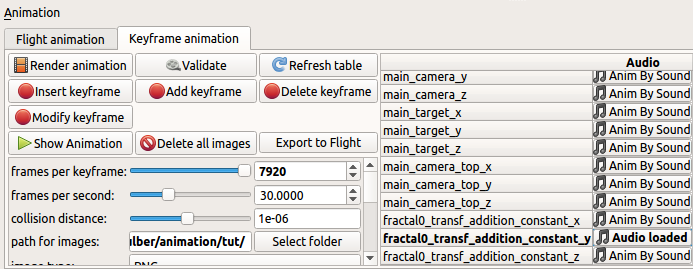 Animation
Flight animation Keyframe animation
Render animation Validate Refresh table
Insert keyframe Add keyframe Delete keyframe
Modify keyframe
Show Animation Delete all images Export to Flight
frames per keyframe: 7920
frames per second: 30.0000
collision distance: 1e-06
path for images: ulber/animation/tut/ Select folder
image type: PNG
Audio
main_camera_y Anim By Sound
main_camera_z Anim By Sound
main_target_x Anim By Sound
main_target_y Anim By Sound
main_target_z Anim By Sound
main_camera_top_x Anim By Sound
main_camera_top_y Anim By Sound
main_camera_top_z Anim By Sound
fractal0_transf_addition_constant_x Anim By Sound
fractal0_transf_addition_constant_y Audio loaded
fractal0_transf_addition_constant_z Anim By Sound